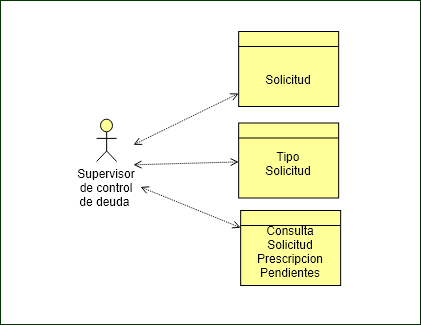 Solicitud
Supervisor
de control
de deuda
Tipo
Solicitud
Consulta
Solicitud
Prescripcion
Pendientes